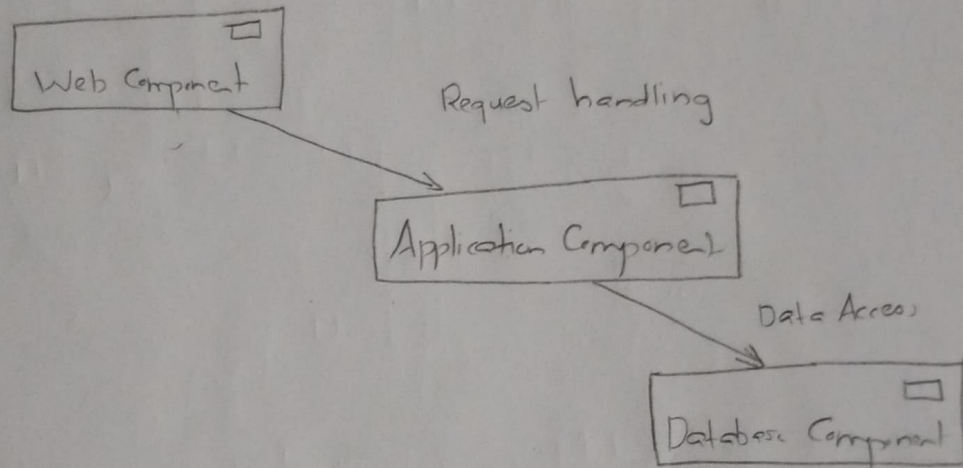 Web Component
Request handling
Application Component
Data Access
Database Component